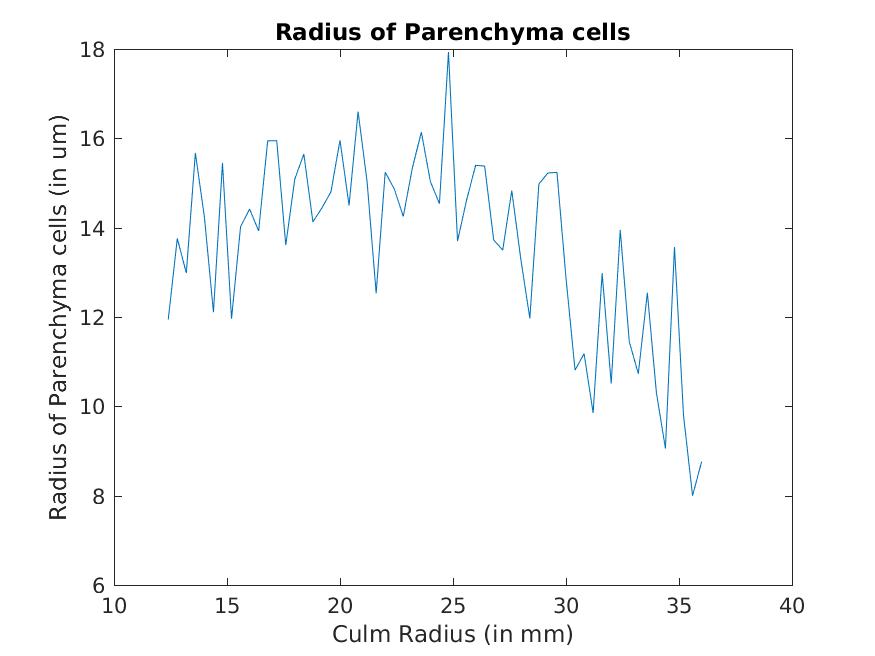 Radius of Parenchyma cells
18
16
14
12
10
8
6
Radius of Parenchyma cells (in um)
10 15 20 25 30 35 40
Culm Radius (in mm)